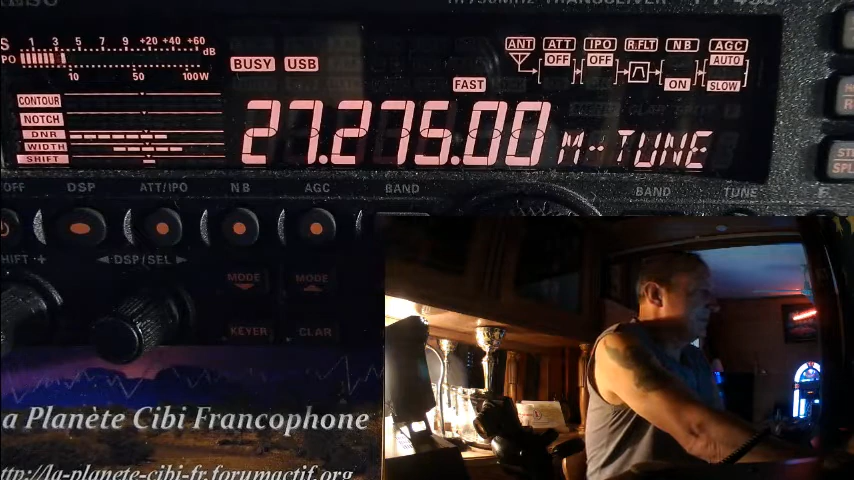 S 1 3 5 7 9 +20 +40 +60 dB
PO 10 50 100W
BUSY USB
ANT ATT IPO R.FLT NB AGC
OFF OFF AUTO
ON SLOW
FAST
CONTOUR
NOTCH
DNR
WIDTH
SHIFT
27.275.00 M-TUNE
OFF DSP ATT/IPO NB AGC BAND BAND TUNE
SHIFT + ◄DSP/SEL►
MODE MODE
KEYER CLAR
a Planète Cibi Francophone
ttp://la-planete-cibi-fr.forumactif.org